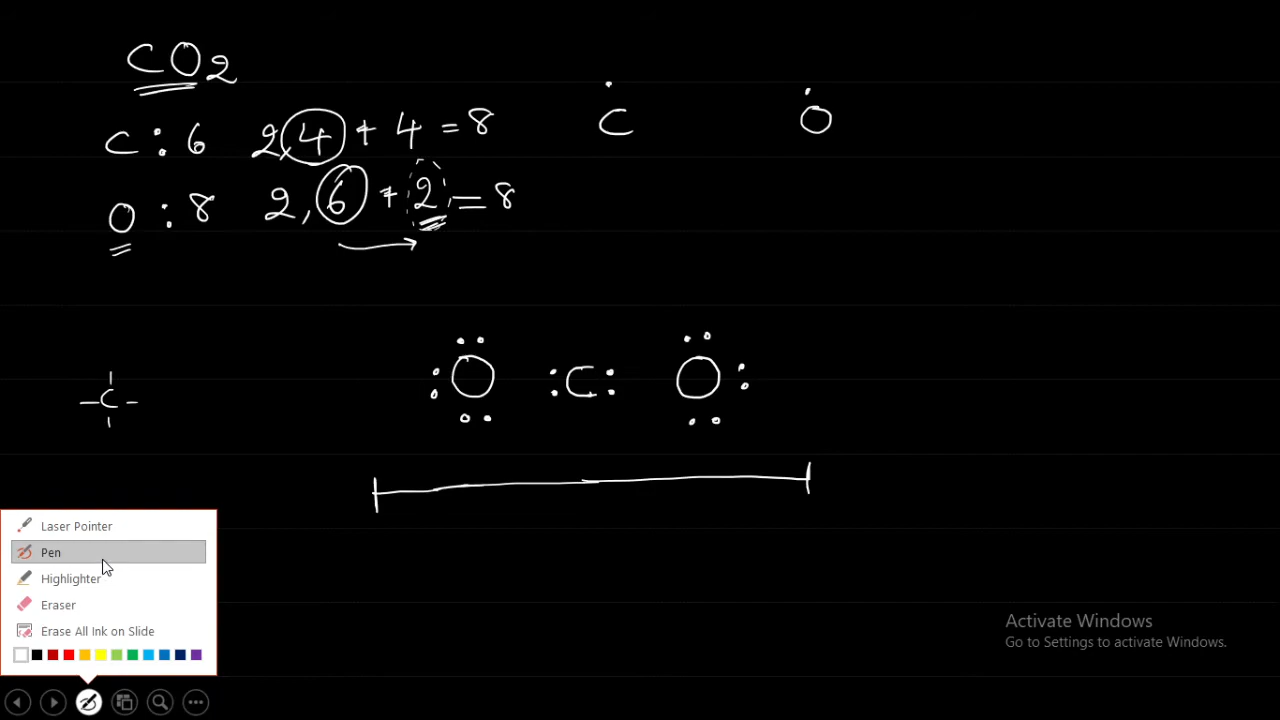 CO2
C : 6 2,4 + 4 = 8
O : 8 2,6 + 2 = 8
C O
O C O
C
Laser Pointer
Pen
Highlighter
Eraser
Erase All Ink on Slide
Activate Windows
Go to Settings to activate Windows.